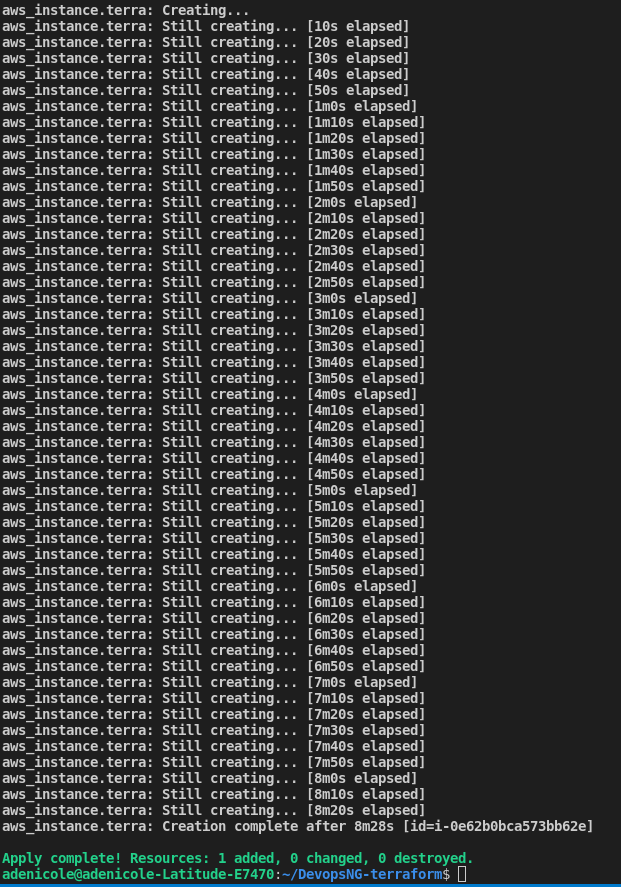 aws_instance.terra: Creating...
aws_instance.terra: Still creating... [10s elapsed]
aws_instance.terra: Still creating... [20s elapsed]
aws_instance.terra: Still creating... [30s elapsed]
aws_instance.terra: Still creating... [40s elapsed]
aws_instance.terra: Still creating... [50s elapsed]
aws_instance.terra: Still creating... [1m0s elapsed]
aws_instance.terra: Still creating... [1m10s elapsed]
aws_instance.terra: Still creating... [1m20s elapsed]
aws_instance.terra: Still creating... [1m30s elapsed]
aws_instance.terra: Still creating... [1m40s elapsed]
aws_instance.terra: Still creating... [1m50s elapsed]
aws_instance.terra: Still creating... [2m0s elapsed]
aws_instance.terra: Still creating... [2m10s elapsed]
aws_instance.terra: Still creating... [2m20s elapsed]
aws_instance.terra: Still creating... [2m30s elapsed]
aws_instance.terra: Still creating... [2m40s elapsed]
aws_instance.terra: Still creating... [2m50s elapsed]
aws_instance.terra: Still creating... [3m0s elapsed]
aws_instance.terra: Still creating... [3m10s elapsed]
aws_instance.terra: Still creating... [3m20s elapsed]
aws_instance.terra: Still creating... [3m30s elapsed]
aws_instance.terra: Still creating... [3m40s elapsed]
aws_instance.terra: Still creating... [3m50s elapsed]
aws_instance.terra: Still creating... [4m0s elapsed]
aws_instance.terra: Still creating... [4m10s elapsed]
aws_instance.terra: Still creating... [4m20s elapsed]
aws_instance.terra: Still creating... [4m30s elapsed]
aws_instance.terra: Still creating... [4m40s elapsed]
aws_instance.terra: Still creating... [4m50s elapsed]
aws_instance.terra: Still creating... [5m0s elapsed]
aws_instance.terra: Still creating... [5m10s elapsed]
aws_instance.terra: Still creating... [5m20s elapsed]
aws_instance.terra: Still creating... [5m30s elapsed]
aws_instance.terra: Still creating... [5m40s elapsed]
aws_instance.terra: Still creating... [5m50s elapsed]
aws_instance.terra: Still creating... [6m0s elapsed]
aws_instance.terra: Still creating... [6m10s elapsed]
aws_instance.terra: Still creating... [6m20s elapsed]
aws_instance.terra: Still creating... [6m30s elapsed]
aws_instance.terra: Still creating... [6m40s elapsed]
aws_instance.terra: Still creating... [6m50s elapsed]
aws_instance.terra: Still creating... [7m0s elapsed]
aws_instance.terra: Still creating... [7m10s elapsed]
aws_instance.terra: Still creating... [7m20s elapsed]
aws_instance.terra: Still creating... [7m30s elapsed]
aws_instance.terra: Still creating... [7m40s elapsed]
aws_instance.terra: Still creating... [7m50s elapsed]
aws_instance.terra: Still creating... [8m0s elapsed]
aws_instance.terra: Still creating... [8m10s elapsed]
aws_instance.terra: Still creating... [8m20s elapsed]
aws_instance.terra: Creation complete after 8m28s [id=i-0e62b0bca573bb62e]
Apply complete! Resources: 1 added, 0 changed, 0 destroyed.
adenicole@adenicole-Latitude-E7470:~/DevopsNG-terraform$